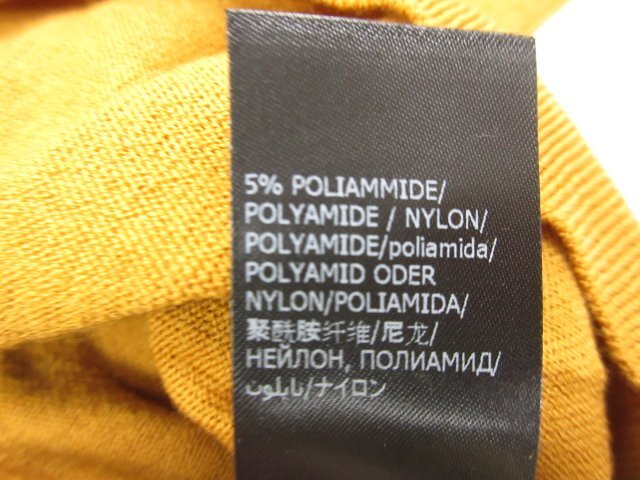 5% POLIAMMIDE/
POLYAMIDE / NYLON/
POLYAMIDE/poliamida/
POLYAMID ODER
NYLON/POLIAMIDA/
聚酰胺纤维/尼龙/
НЕЙЛОН, ПОЛИАМИД/
نايلون/ナイロン